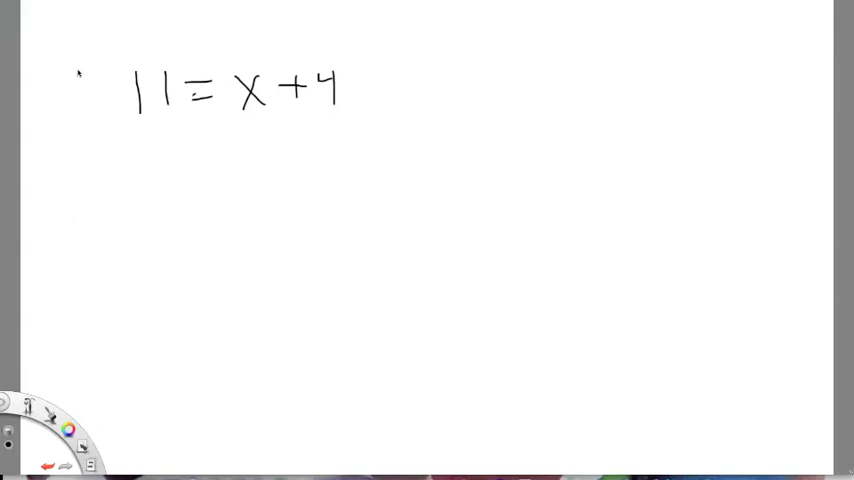 11 = x + 4